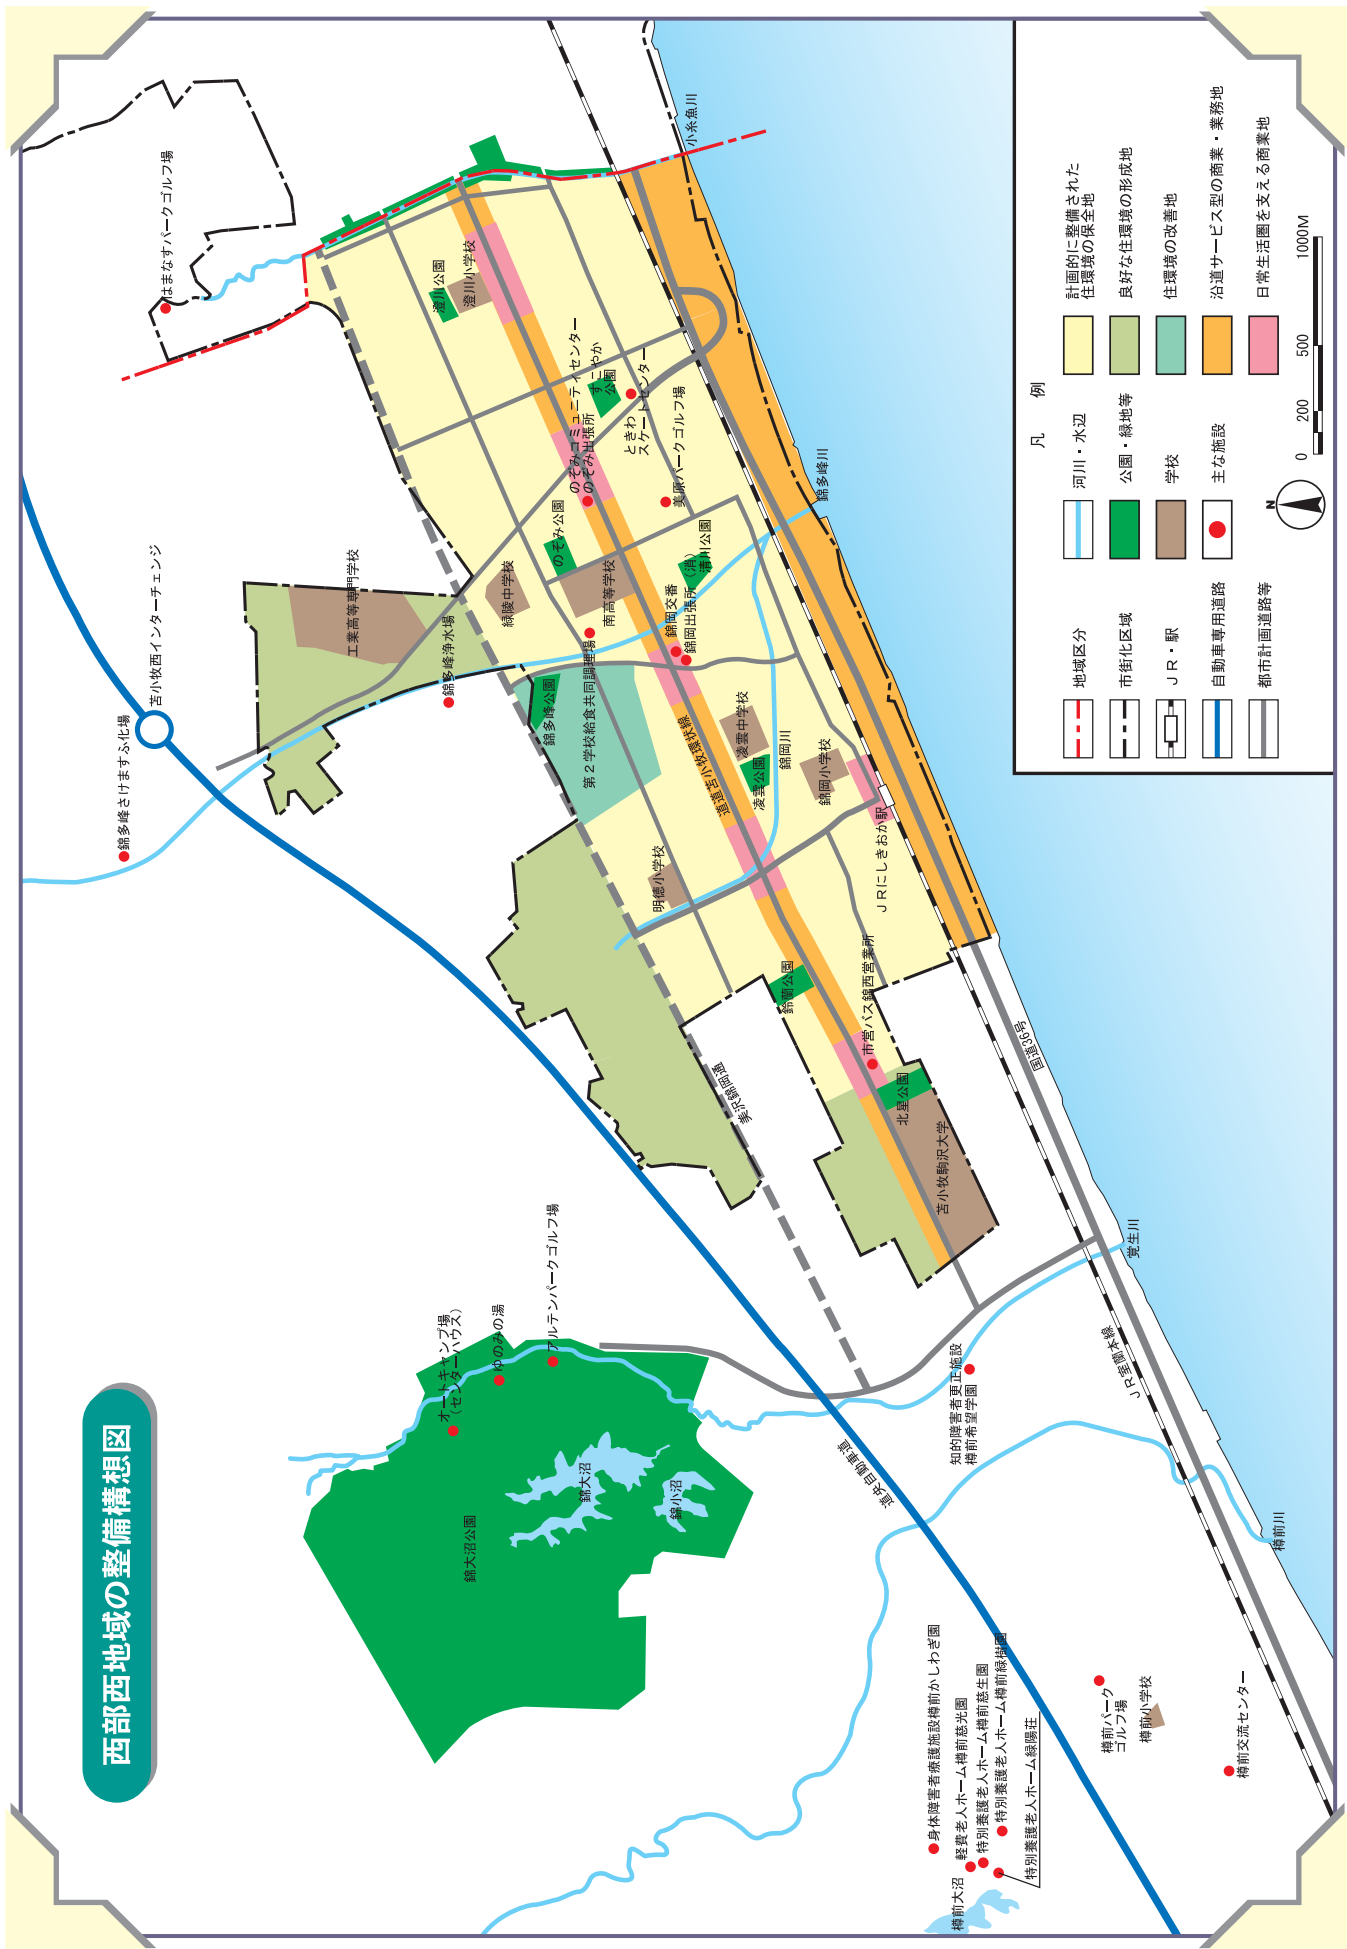 西部西地域の整備構想図
はまなすパークゴルフ場
苫小牧西インターチェンジ
錦多峰さけますふ化場
工業高等専門学校
錦多峰浄水場
小糸魚川
澄川公園
澄川小学校
のぞみコミュニティセンター
のぞみ出張所
すこやか
公園
ときわ
スケートセンター
美原パークゴルフ場
のぞみ公園
緑陵中学校
南高等学校
清川公園
錦岡交番
錦岡出張所(消)
錦多峰川
錦多峰公園
第2学校給食共同調理場
道道苫小牧環状線
凌雲中学校
凌雲公園
錦岡川
錦岡小学校
JRにしきおか駅
明徳小学校
鈴蘭公園
市営バス錦西営業所
北星公園
苫小牧駒沢大学
美沢錦岡通
国道36号
覚生川
JR室蘭本線
アルテンパークゴルフ場
ゆのみの湯
オートキャンプ場
(センターハウス)
錦大沼公園
錦大沼
錦小沼
道央自動車道
知的障害者更正施設
樽前希望学園
樽前川
身体障害者療護施設樽前かしわぎ園
軽費老人ホーム樽前慈光園
特別養護老人ホーム樽前慈生園
特別養護老人ホーム樽前緑樹園
特別養護老人ホーム緑陽荘
樽前大沼
樽前パーク
ゴルフ場
樽前小学校
樽前交流センター
凡 例
地域区分
市街化区域
JR・駅
自動車専用道路
都市計画道路等
河川・水辺
公園・緑地等
学校
主な施設
計画的に整備された
住環境の保全地
良好な住環境の形成地
住環境の改善地
沿道サービス型の商業・業務地
日常生活圏を支える商業地
N
0 200 500 1000M